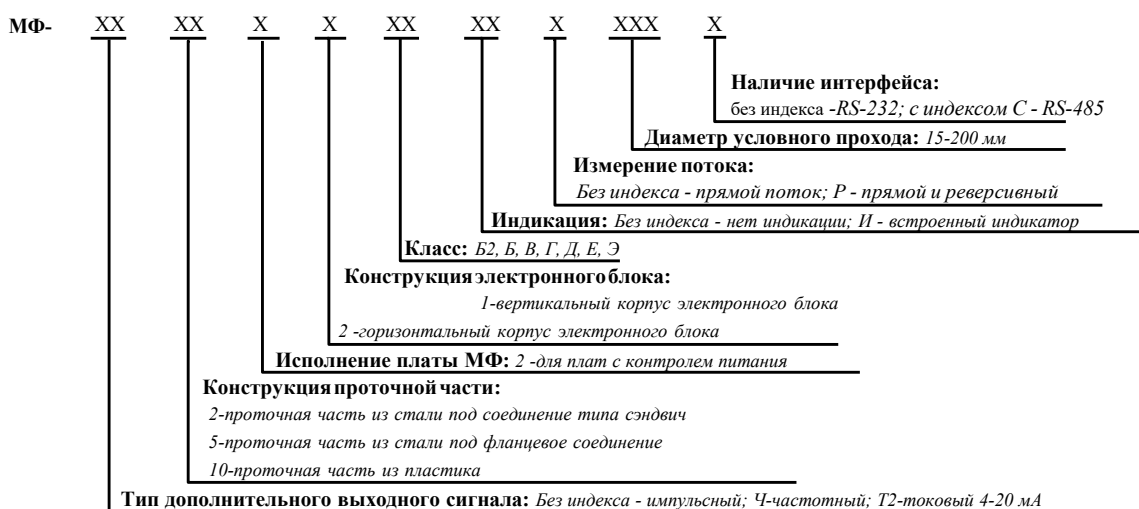 МФ- XX XX X X XX XX X XXX X
Наличие интерфейса:
без индекса -RS-232; с индексом С - RS-485
Диаметр условного прохода: 15-200 мм
Измерение потока:
Без индекса - прямой поток; Р - прямой и реверсивный
Индикация: Без индекса - нет индикации; И - встроенный индикатор
Класс: Б2, Б, В, Г, Д, Е, Э
Конструкция электронного блока:
1-вертикальный корпус электронного блока
2 -горизонтальный корпус электронного блока
Исполнение платы МФ: 2 -для плат с контролем питания
Конструкция проточной части:
2-проточная часть из стали под соединение типа сэндвич
5-проточная часть из стали под фланцевое соединение
10-проточная часть из пластика
Тип дополнительного выходного сигнала: Без индекса - импульсный; Ч-частотный; Т2-токовый 4-20 мА